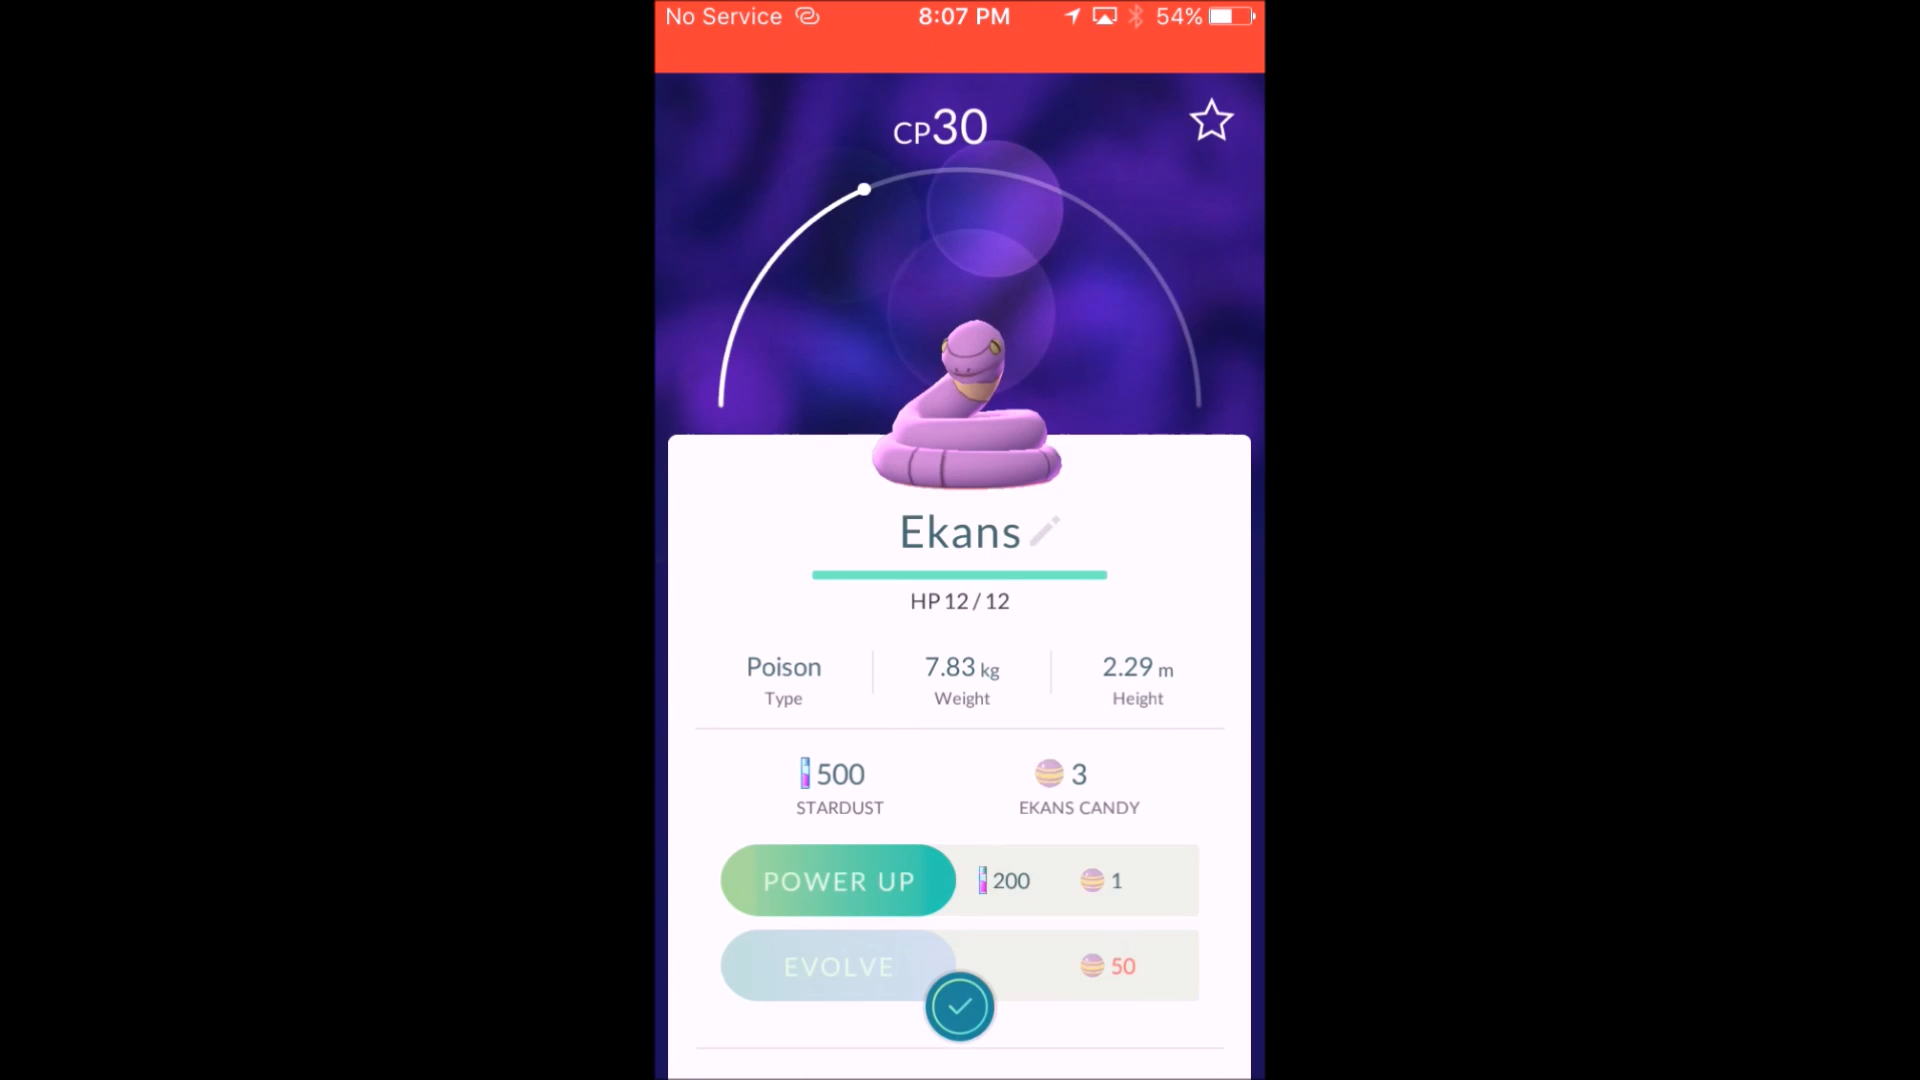 No Service 8:07 PM 54%
CP30
Ekans
HP 12 / 12
Poison 7.83 kg 2.29 m
Type Weight Height
500 3
STARDUST EKANS CANDY
POWER UP 200 1
EVOLVE 50